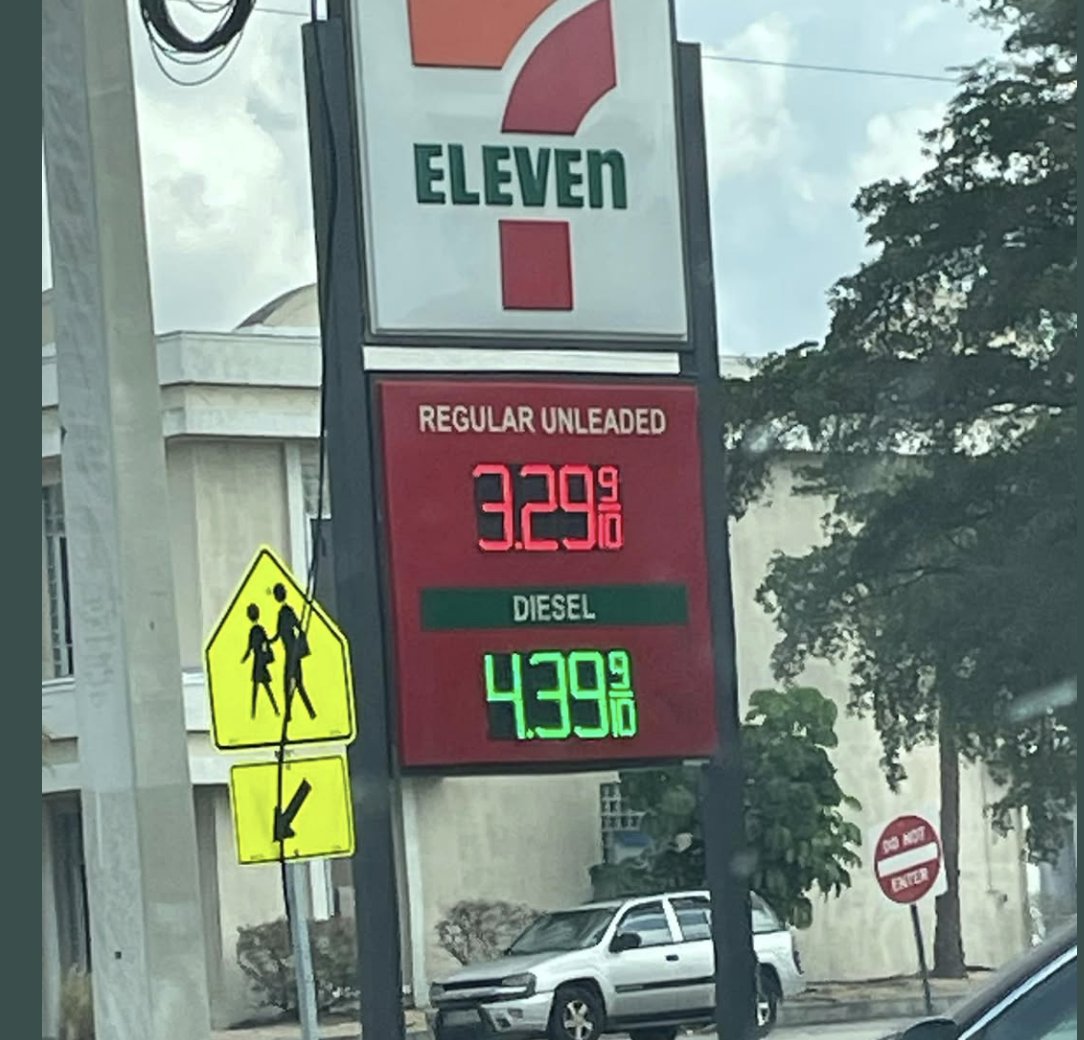 7
ELEVEn
REGULAR UNLEADED
3.29 9/10
DIESEL
4.39 9/10
DO NOT
ENTER